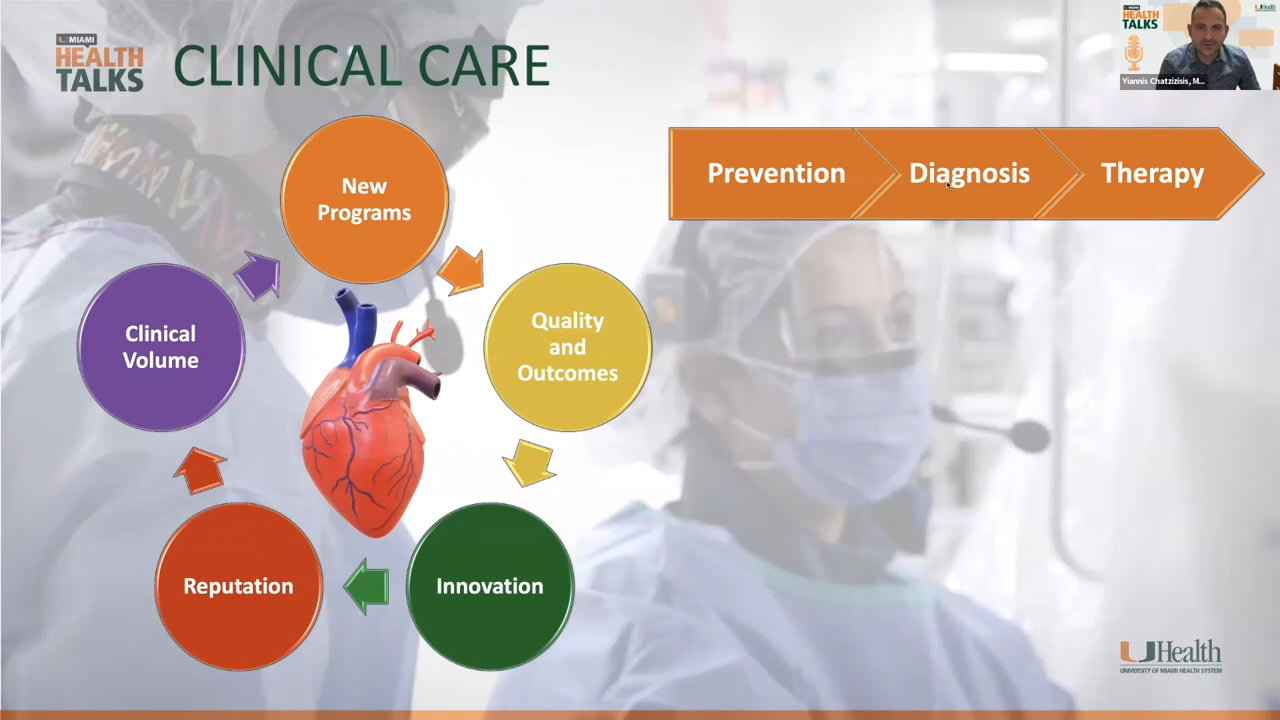 U MIAMI
HEALTH
TALKS
CLINICAL CARE
New
Programs
Quality
and
Outcomes
Innovation
Reputation
Clinical
Volume
Prevention
Diagnosis
Therapy
HEALTH
TALKS
UHealth
Yiannis Chatzizisis, M...
UHealth
UNIVERSITY OF MIAMI HEALTH SYSTEM